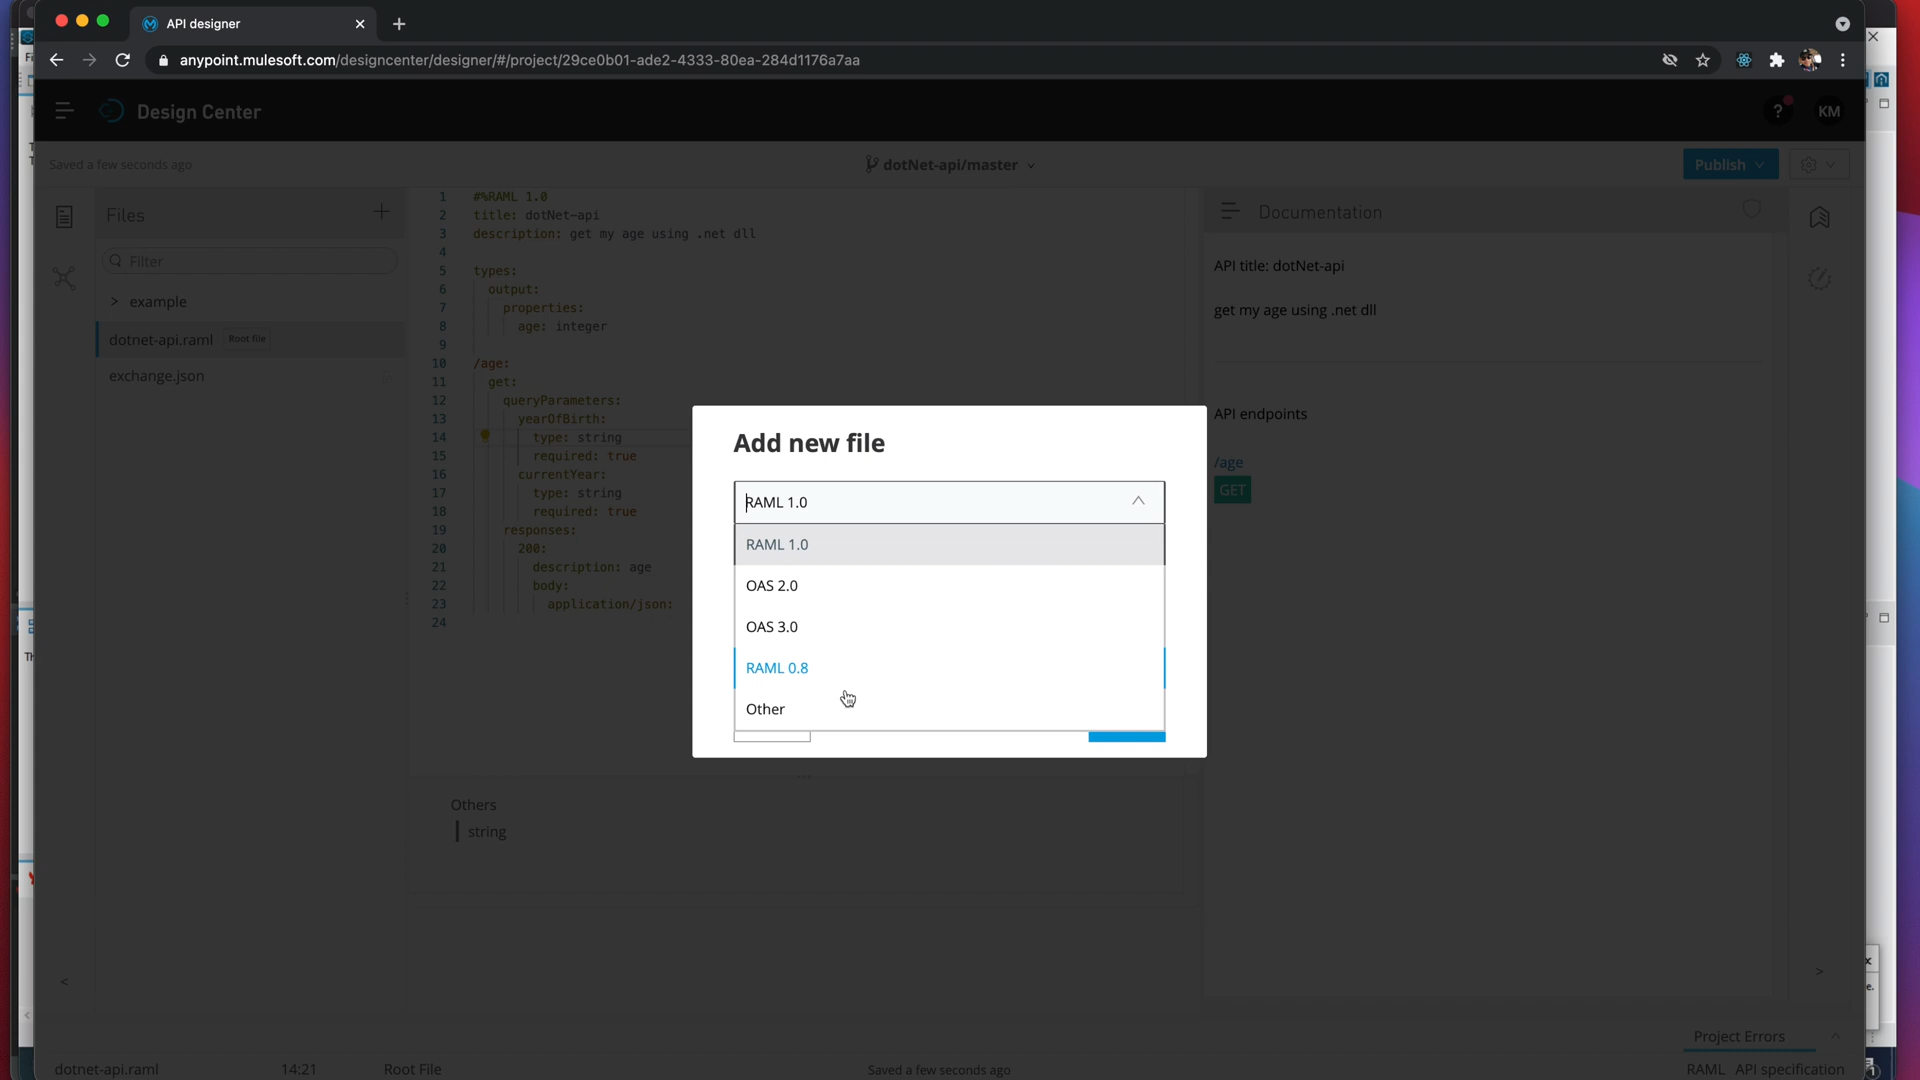 API designer
anypoint.mulesoft.com/designcenter/designer/#/project/29ce0b01-ade2-4333-80ea-284d1176a7aa
Design Center
?
KM
Saved a few seconds ago
dotNet-api/master
Publish
Files
Filter
example
dotnet-api.raml Root file
exchange.json
1 #%RAML 1.0
2 title: dotNet-api
3 description: get my age using .net dll
4
5 types:
6 output:
7 properties:
8 age: integer
9
10 /age:
11 get:
12 queryParameters:
13 yearOfBirth:
14 type: string
15 required: true
16 currentYear:
17 type: string
18 required: true
19 responses:
20 200:
21 description: age
22 body:
23 application/json:
24
Others
string
Add new file
RAML 1.0
RAML 1.0
OAS 2.0
OAS 3.0
RAML 0.8
Other
Documentation
API title: dotNet-api
get my age using .net dll
API endpoints
/age
GET
Project Errors
dotnet-api.raml 14:21 Root File Saved a few seconds ago RAML API specification